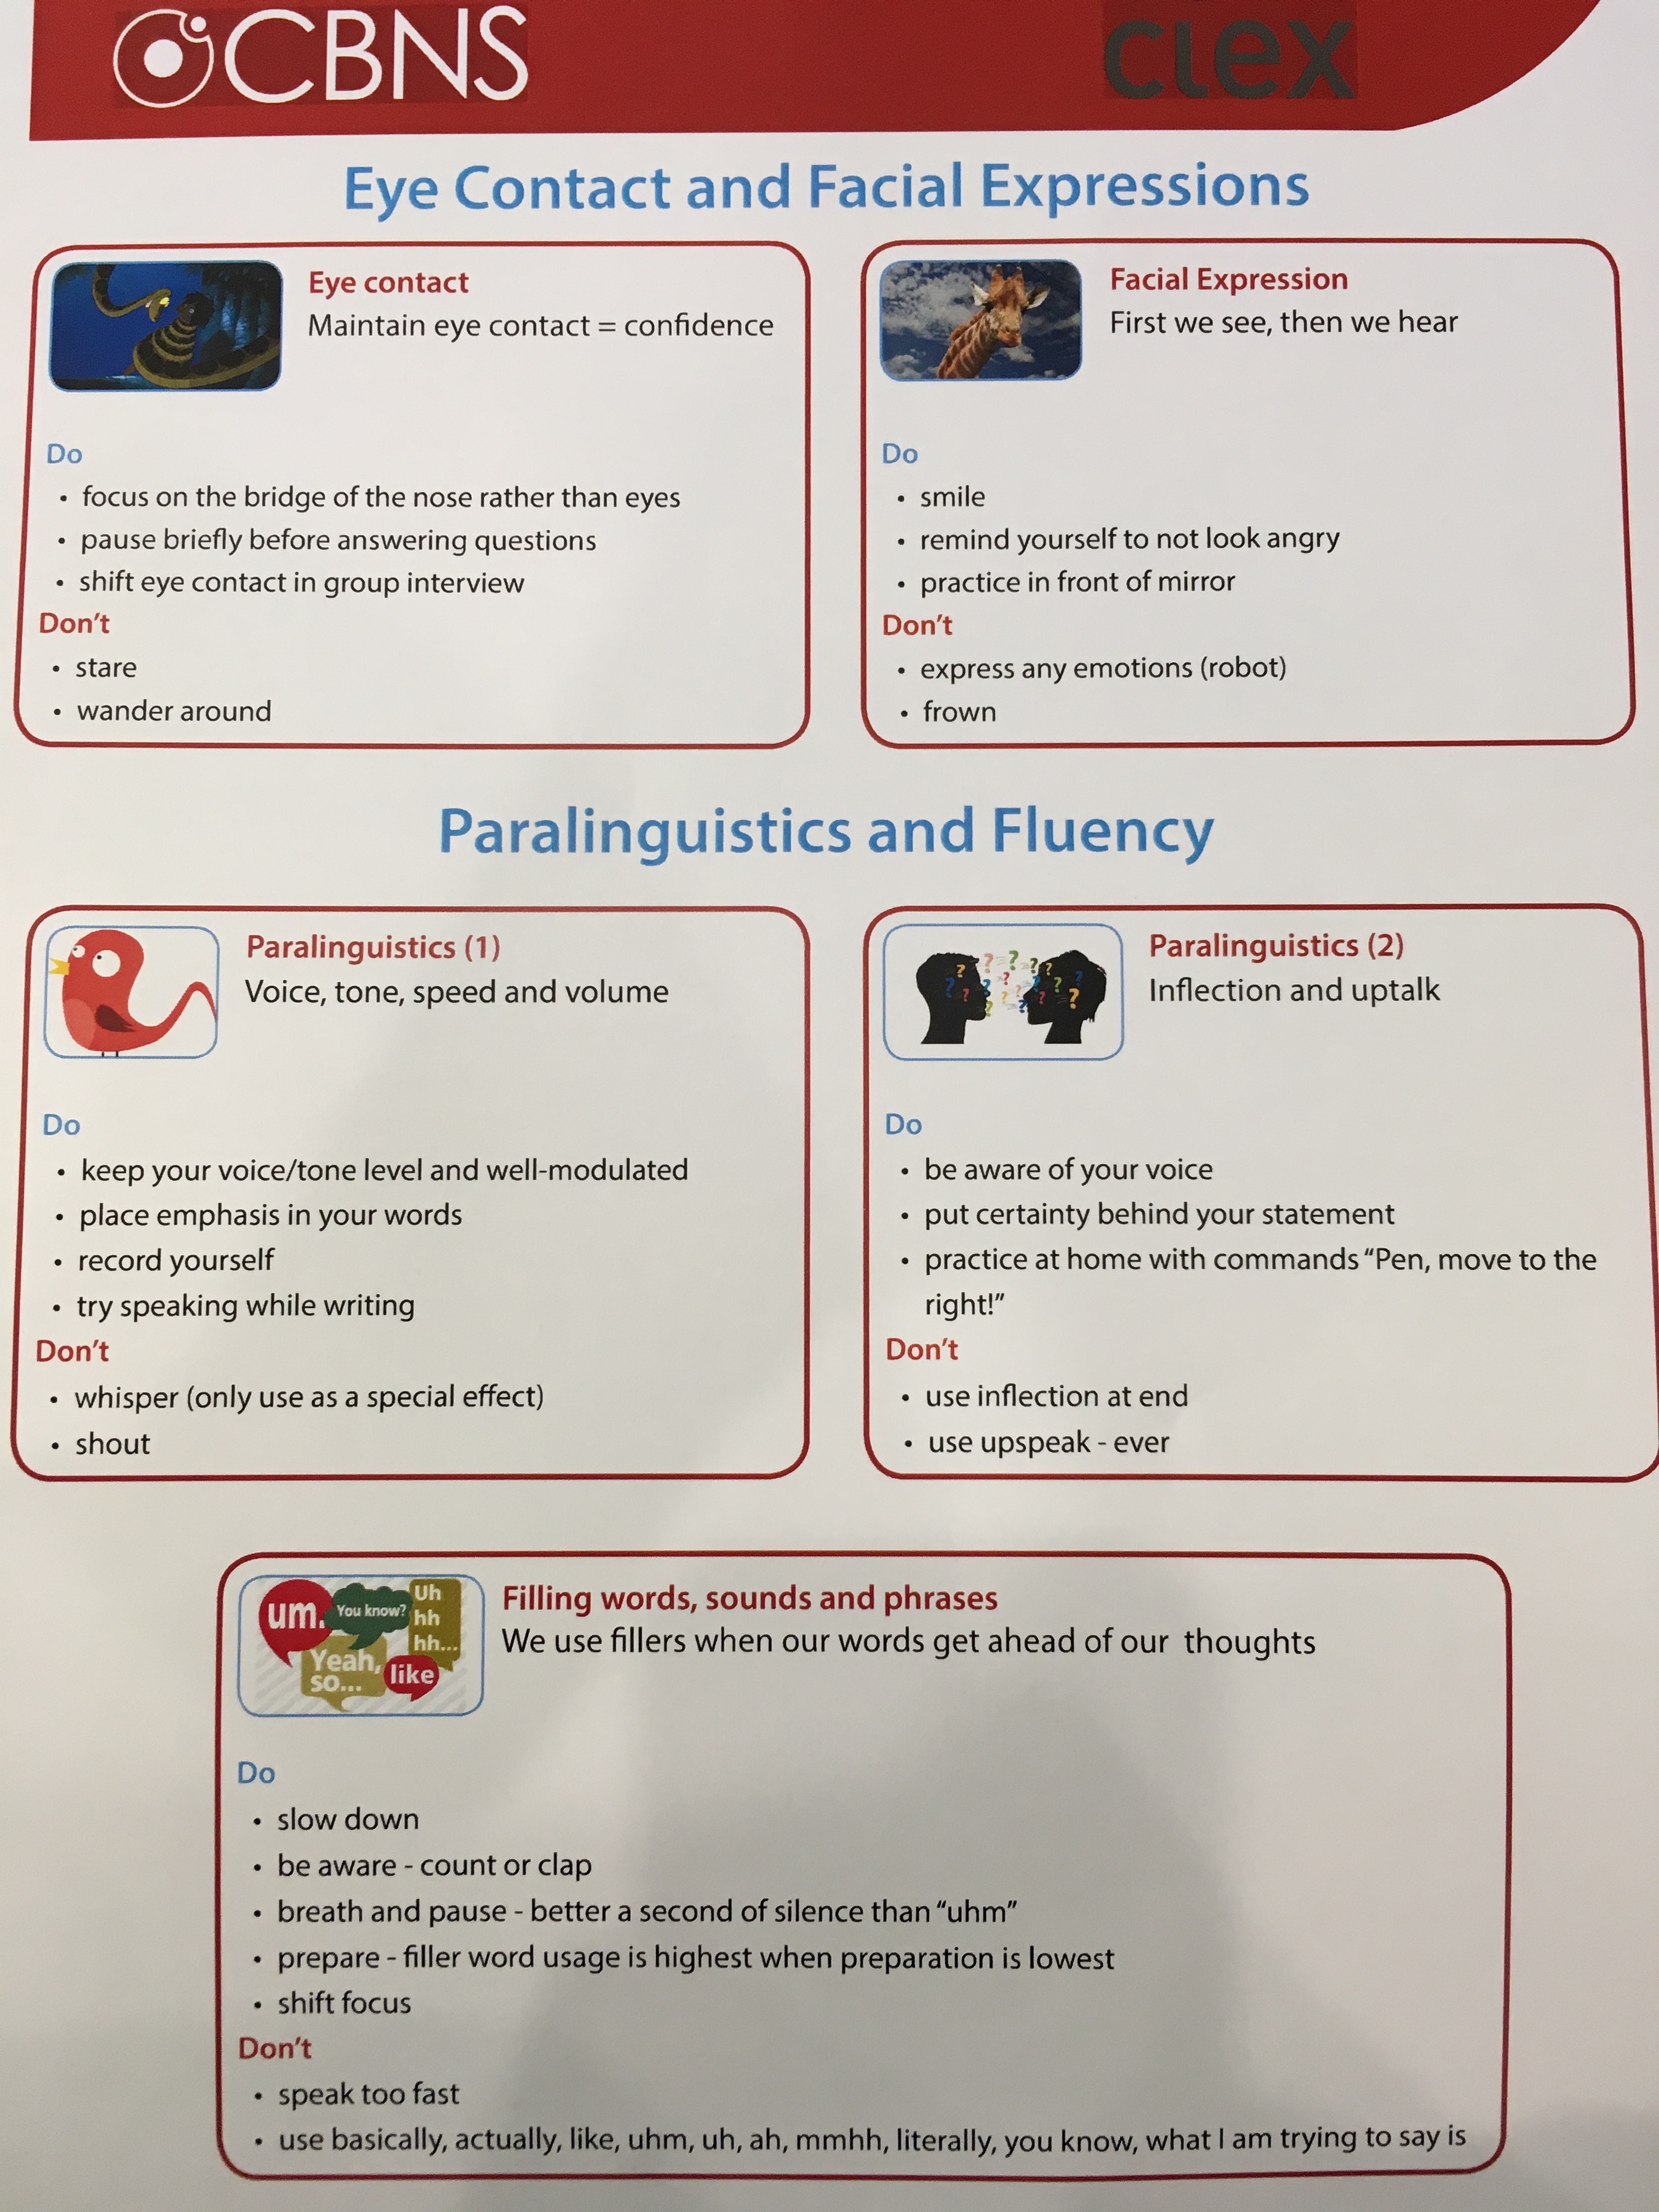 CBNS
clex
Eye Contact and Facial Expressions
Eye contact
Maintain eye contact = confidence
Do
• focus on the bridge of the nose rather than eyes
• pause briefly before answering questions
• shift eye contact in group interview
Don't
• stare
• wander around
Facial Expression
First we see, then we hear
Do
• smile
• remind yourself to not look angry
• practice in front of mirror
Don't
• express any emotions (robot)
• frown
Paralinguistics and Fluency
Paralinguistics (1)
Voice, tone, speed and volume
Do
• keep your voice/tone level and well-modulated
• place emphasis in your words
• record yourself
• try speaking while writing
Don't
• whisper (only use as a special effect)
• shout
Paralinguistics (2)
Inflection and uptalk
Do
• be aware of your voice
• put certainty behind your statement
• practice at home with commands “Pen, move to the
right!”
Don't
• use inflection at end
• use upspeak - ever
um.
You know?
Uh
hh
hh...
Yeah,
so...
like
Filling words, sounds and phrases
We use fillers when our words get ahead of our thoughts
Do
• slow down
• be aware - count or clap
• breath and pause - better a second of silence than “uhm”
• prepare - filler word usage is highest when preparation is lowest
• shift focus
Don't
• speak too fast
• use basically, actually, like, uhm, uh, ah, mmhh, literally, you know, what I am trying to say is